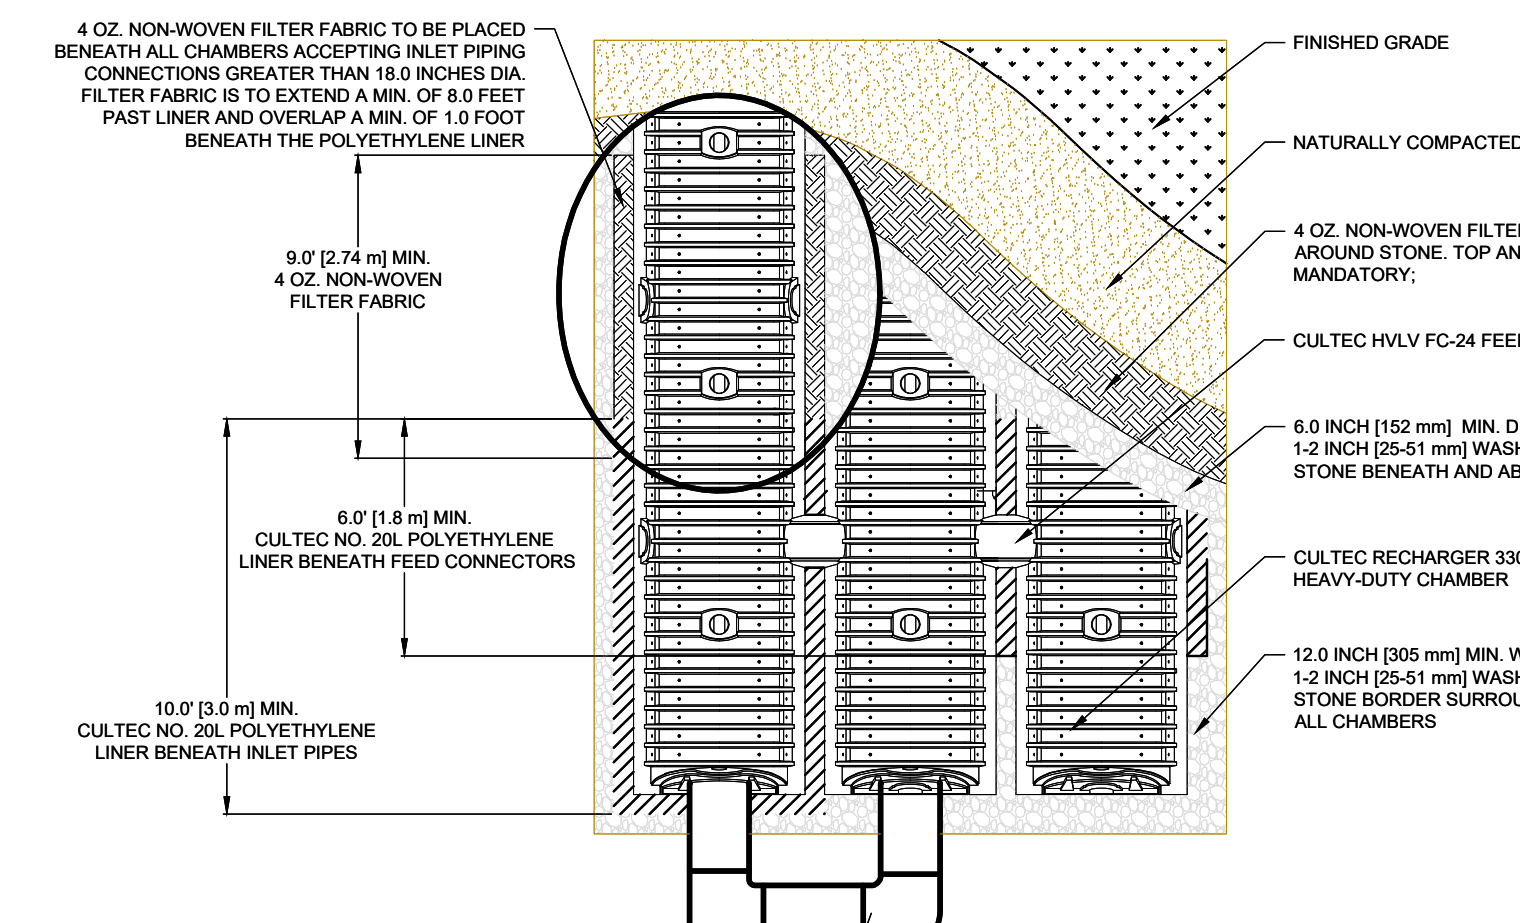 4 OZ. NON-WOVEN FILTER FABRIC TO BE PLACED
BENEATH ALL CHAMBERS ACCEPTING INLET PIPING
CONNECTIONS GREATER THAN 18.0 INCHES DIA.
FILTER FABRIC IS TO EXTEND A MIN. OF 8.0 FEET
PAST LINER AND OVERLAP A MIN. OF 1.0 FOOT
BENEATH THE POLYETHYLENE LINER
9.0' [2.74 m] MIN.
4 OZ. NON-WOVEN
FILTER FABRIC
6.0' [1.8 m] MIN.
CULTEC NO. 20L POLYETHYLENE
LINER BENEATH FEED CONNECTORS
10.0' [3.0 m] MIN.
CULTEC NO. 20L POLYETHYLENE
LINER BENEATH INLET PIPES
FINISHED GRADE
NATURALLY COMPACTED
4 OZ. NON-WOVEN FILTER
AROUND STONE. TOP AN
MANDATORY;
CULTEC HVLV FC-24 FEE
6.0 INCH [152 mm] MIN. D
1-2 INCH [25-51 mm] WASH
STONE BENEATH AND AB
CULTEC RECHARGER 330
HEAVY-DUTY CHAMBER
12.0 INCH [305 mm] MIN. W
1-2 INCH [25-51 mm] WASH
STONE BORDER SURROU
ALL CHAMBERS